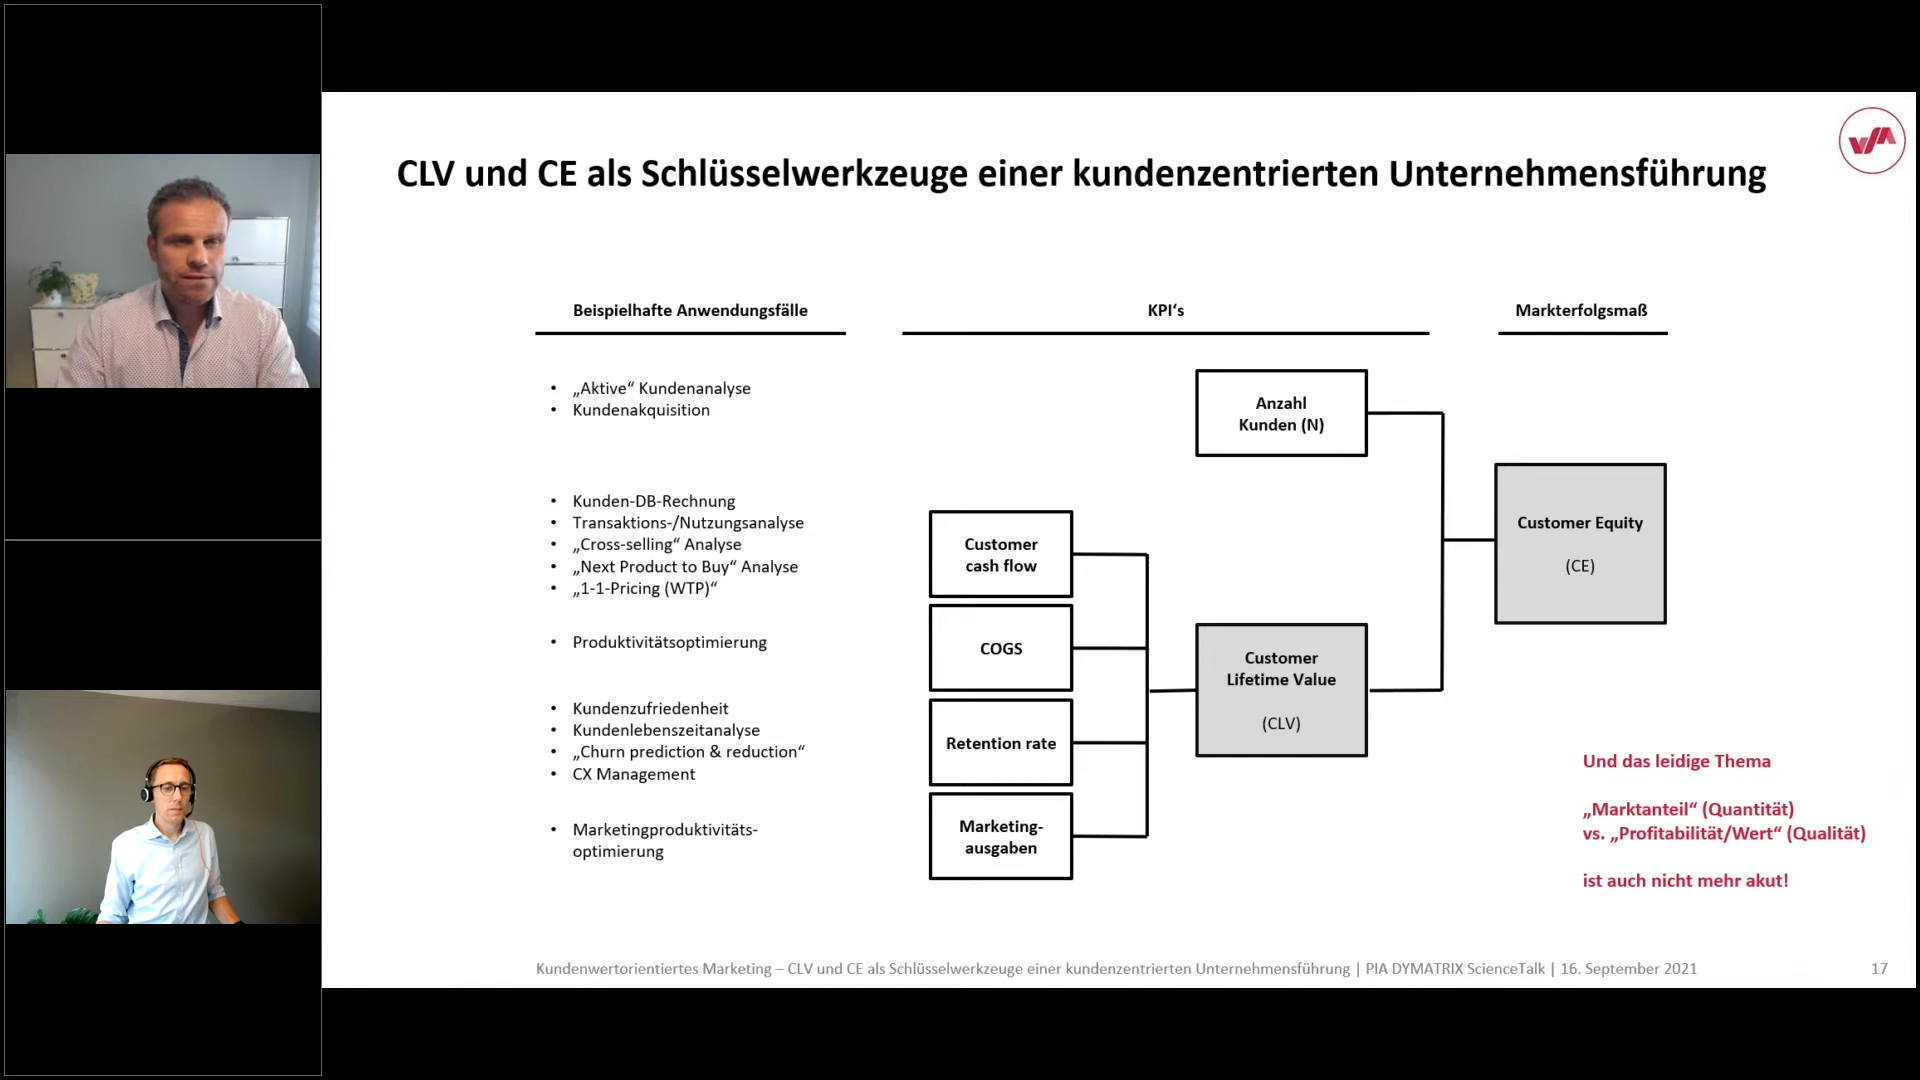 CLV und CE als Schlüsselwerkzeuge einer kundenzentrierten Unternehmensführung
Beispielhafte Anwendungsfälle
• „Aktive“ Kundenanalyse
• Kundenakquisition
• Kunden-DB-Rechnung
• Transaktions-/Nutzungsanalyse
• „Cross-selling“ Analyse
• „Next Product to Buy“ Analyse
• „1-1-Pricing (WTP)“
• Produktivitätsoptimierung
• Kundenzufriedenheit
• Kundenlebenszeitanalyse
• „Churn prediction & reduction“
• CX Management
• Marketingproduktivitäts-
optimierung
KPI‘s
Anzahl
Kunden (N)
Customer
cash flow
COGS
Retention rate
Marketing-
ausgaben
Customer
Lifetime Value
(CLV)
Markterfolgsmaß
Customer Equity
(CE)
Und das leidige Thema
„Marktanteil“ (Quantität)
vs. „Profitabilität/Wert“ (Qualität)
ist auch nicht mehr akut!
Kundenwertorientiertes Marketing – CLV und CE als Schlüsselwerkzeuge einer kundenzentrierten Unternehmensführung | PIA DYMATRIX ScienceTalk | 16. September 2021
17